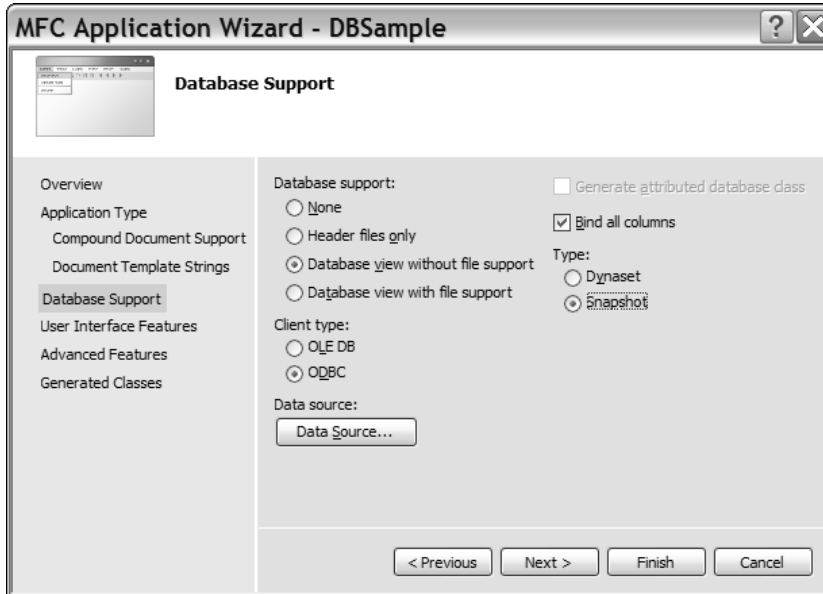 MFC Application Wizard - DBSample
Database Support
Overview
Application Type
Compound Document Support
Document Template Strings
Database Support
User Interface Features
Advanced Features
Generated Classes
Database support:
None
Header files only
Database view without file support
Database view with file support
Client type:
OLE DB
ODBC
Data source:
Data Source...
Generate attributed database class
Bind all columns
Type:
Dynaset
Snapshot
< Previous
Next >
Finish
Cancel